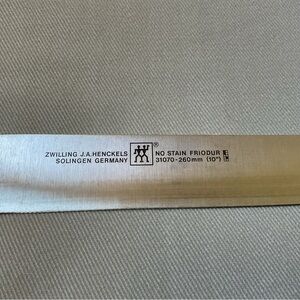 ZWILLING J.A.HENCKELS
SOLINGEN GERMANY
®
NO STAIN FRIODUR
31070-260mm (10")